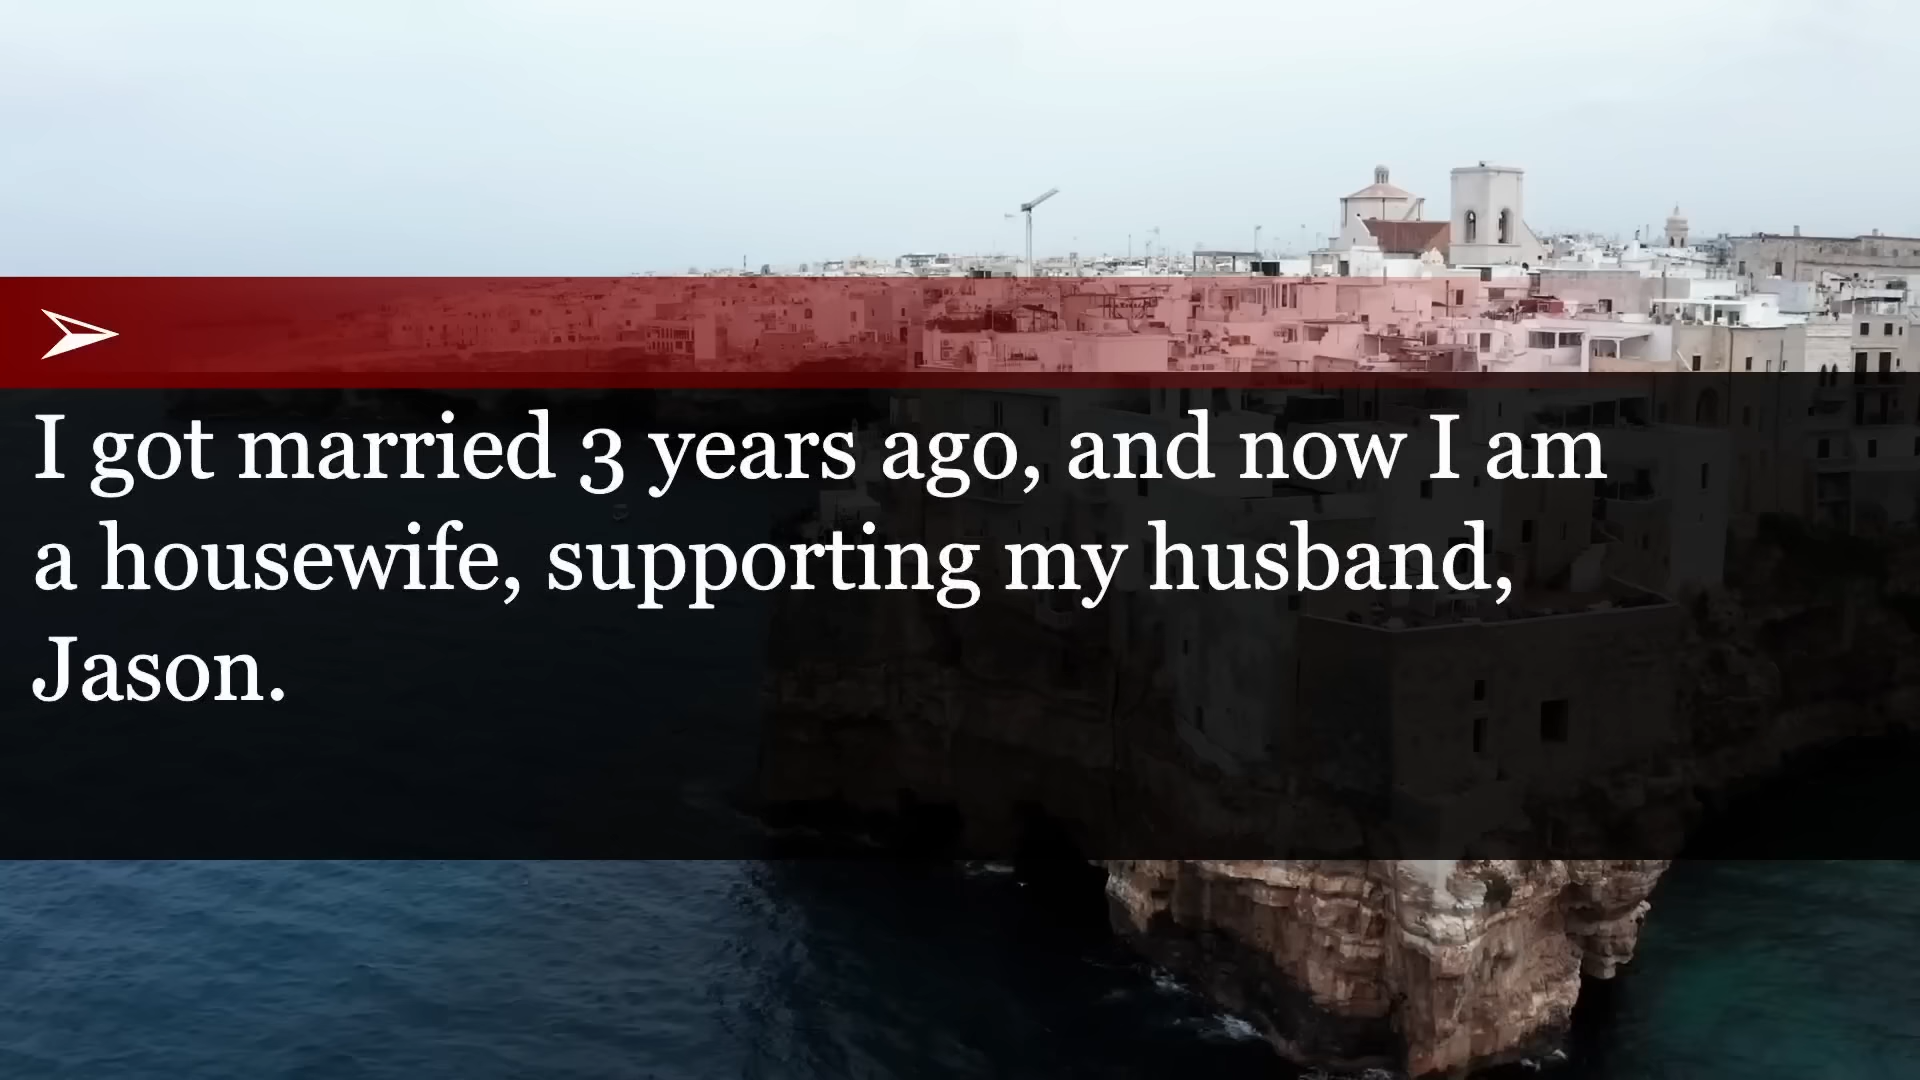 I got married 3 years ago, and now I am
a housewife, supporting my husband,
Jason.